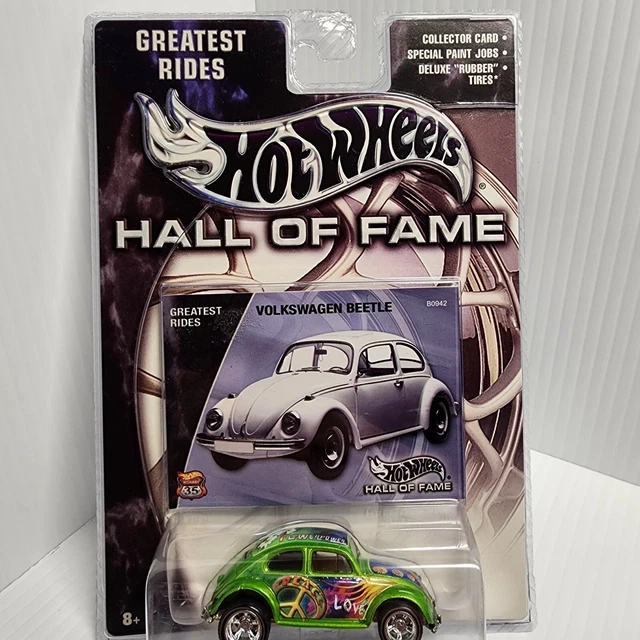 GREATEST
RIDES
COLLECTOR CARD •
SPECIAL PAINT JOBS •
DELUXE "RUBBER" •
TIRES*
HOT WHEELS
®
HALL OF FAME
GREATEST
RIDES
VOLKSWAGEN BEETLE
B0942
35
HOT WHEELS
HALL OF FAME
LOVE
8+